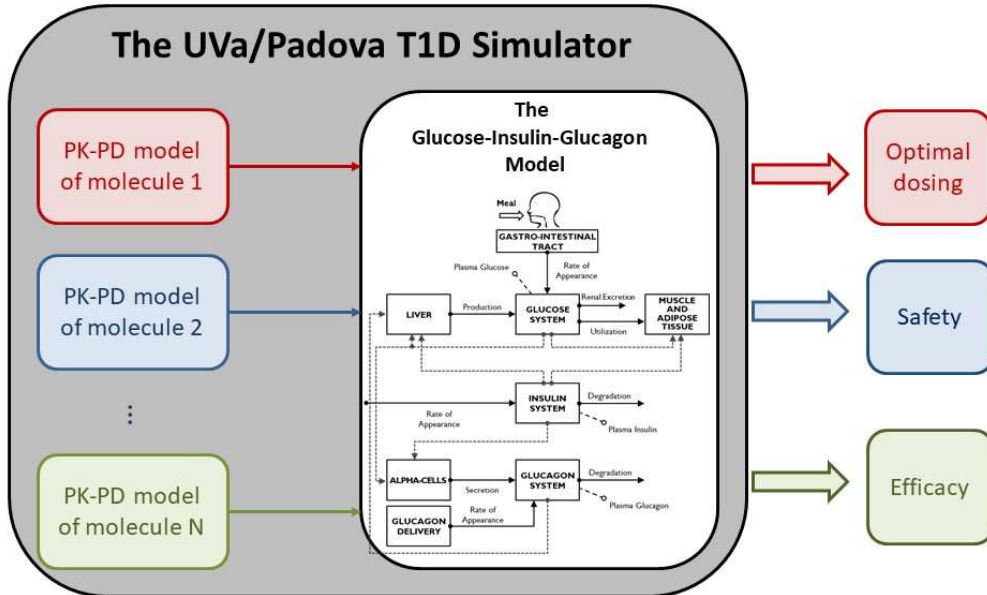 The UVa/Padova T1D Simulator
PK-PD model
of molecule 1
PK-PD model
of molecule 2
...
PK-PD model
of molecule N
The
Glucose-Insulin-Glucagon
Model
Meal
GASTRO-INTESTINAL
TRACT
Plasma Glucose
Rate of
Appearance
LIVER
Production
GLUCOSE
SYSTEM
Renal Excretion
Utilization
MUSCLE
AND
ADIPOSE
TISSUE
Rate of
Appearance
INSULIN
SYSTEM
Degradation
Plasma Insulin
ALPHA-CELLS
Secretion
GLUCAGON
SYSTEM
Degradation
Plasma Glucagon
GLUCAGON
DELIVERY
Rate of
Appearance
Optimal
dosing
Safety
Efficacy